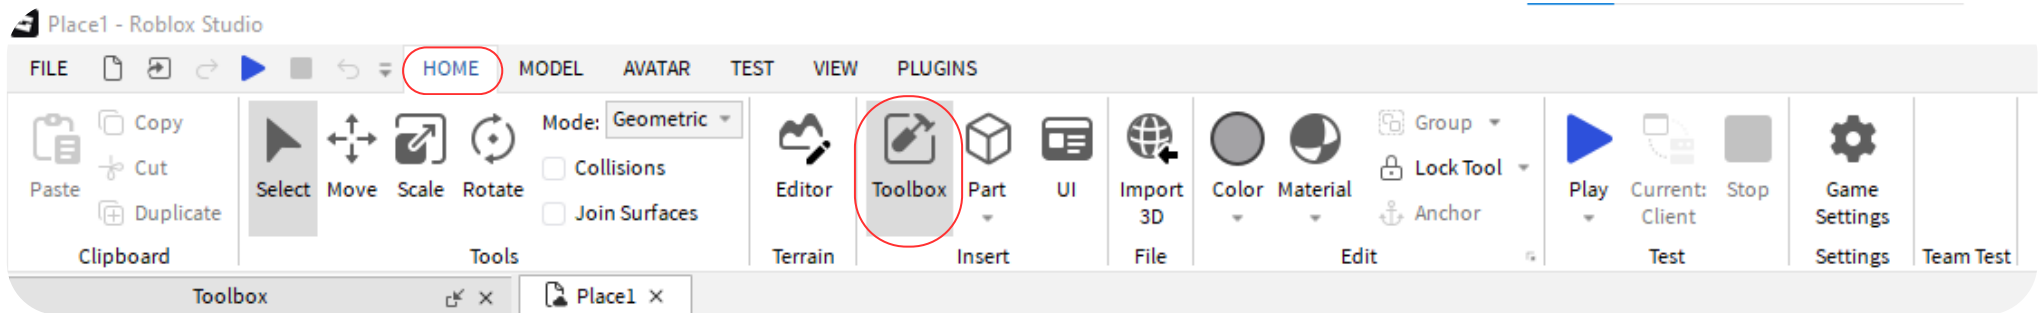 Place1 - Roblox Studio
FILE HOME MODEL AVATAR TEST VIEW PLUGINS
Paste
Copy
Cut
Duplicate
Clipboard
Select
Move
Scale
Rotate
Mode: Geometric
Collisions
Join Surfaces
Tools
Editor
Terrain
Toolbox
Part
UI
Insert
Import
3D
File
Color
Material
Group
Lock Tool
Anchor
Edit
Play
Current:
Client
Stop
Test
Game
Settings
Settings
Team Test
Toolbox
Place1